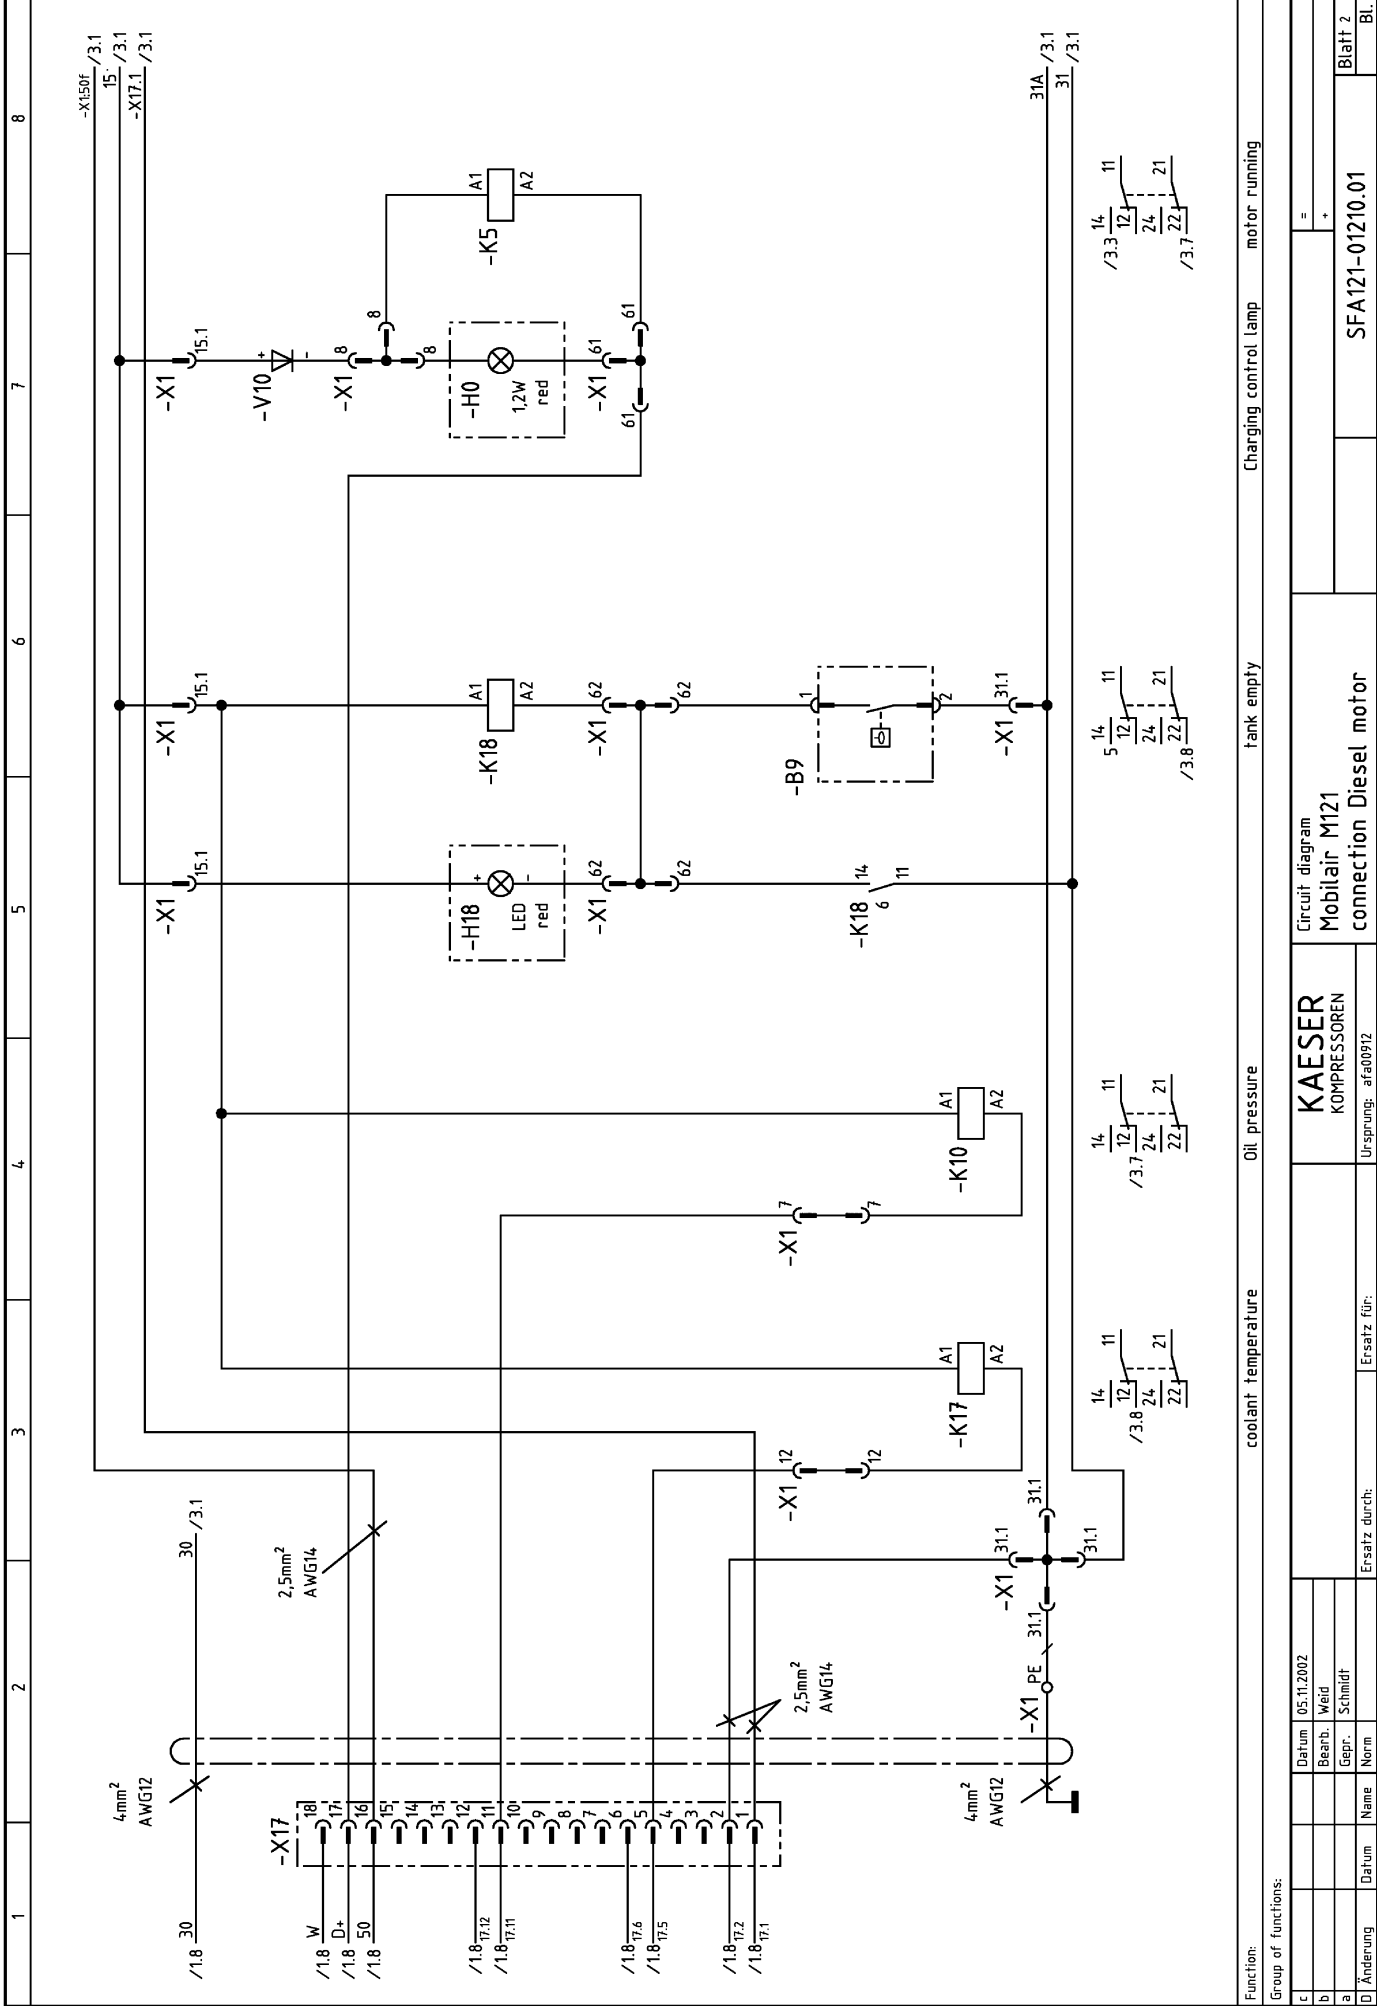 1
2
3
4
5
6
7
8
-X1:50f /3.1
15 /3.1
-X17.1 /3.1
/1.8 30
4mm²
AWG12
30 /3.1
-X1
15.1
-X1
15.1
-X1
15.1
-V10
+
-
-X1
8
8
8
-K5
A1
A2
-H0
1,2W
red
-X1
61
61
61
-H18
+
-
LED
red
-X1
62
62
-K18
A1
A2
-X1
62
62
-K18
14
11
6
-B9
1
2
-X1
31.1
2,5mm²
AWG14
-X17
/1.8 W
/1.8 D+
/1.8 50
/1.8 17.12
/1.8 17.11
/1.8 17.6
/1.8 17.5
/1.8 17.2
/1.8 17.1
18
17
16
15
14
13
12
11
10
9
8
7
6
5
4
3
2
1
2,5mm²
AWG14
-X1
12
12
-K17
A1
A2
-X1
7
7
-K10
A1
A2
4mm²
AWG12
-X1
PE
31.1
-X1
31.1
31.1
31.1
31A /3.1
31 /3.1
14
12
11
/3.8
24
22
21
14
12
11
/3.7
24
22
21
14
5
12
11
24
22
21
/3.8
14
/3.3
12
11
24
22
21
/3.7
Function:
coolant temperature
Oil pressure
tank empty
Charging control lamp
motor running
Group of functions:
c
b
a
D Änderung
Datum
Name
Datum 05.11.2002
Bearb. Weid
Gepr. Schmidt
Norm
Ersatz durch:
Ersatz für:
KAESER
KOMPRESSOREN
Ursprung: afa00912
Circuit diagram
Mobilair M121
connection Diesel motor
=
+
SFA121-01210.01
Blatt 2
Bl.